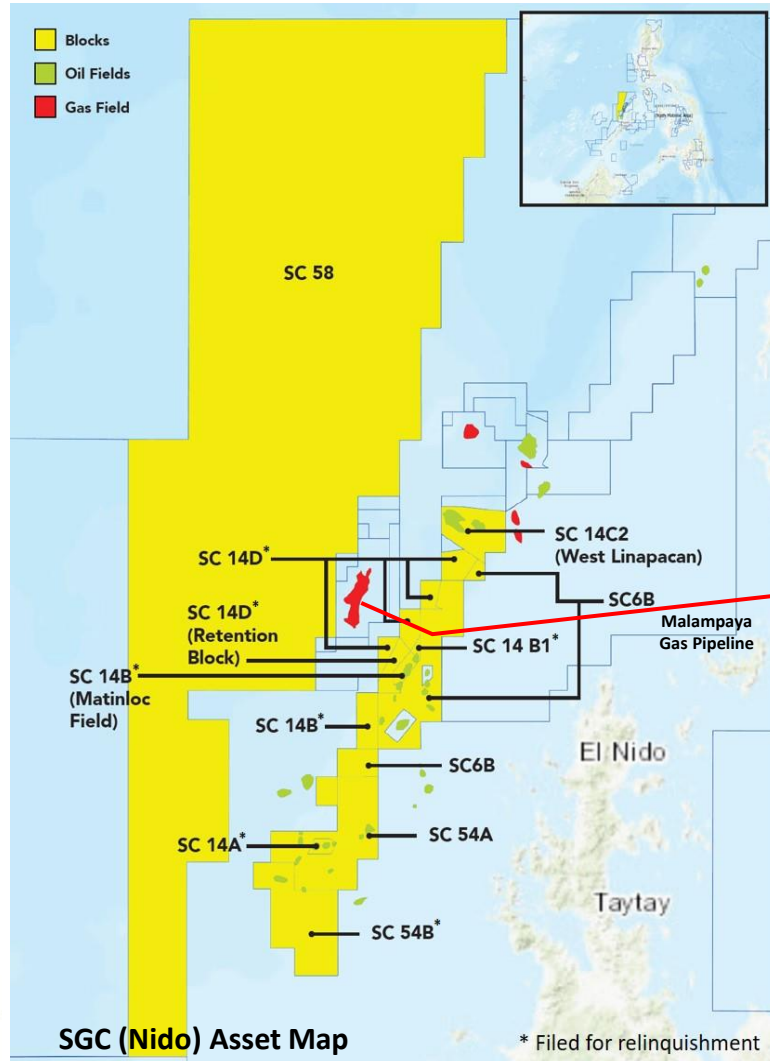 Blocks
Oil Fields
Gas Field
SC 58
SC 14D*
SC 14C2
(West Linapacan)
SC6B
SC 14D*
(Retention
Block)
Malampaya
Gas Pipeline
SC 14 B1*
SC 14B*
(Matinloc
Field)
SC 14B*
El Nido
SC6B
SC 14A*
SC 54A
Taytay
SC 54B*
SGC (Nido) Asset Map
* Filed for relinquishment